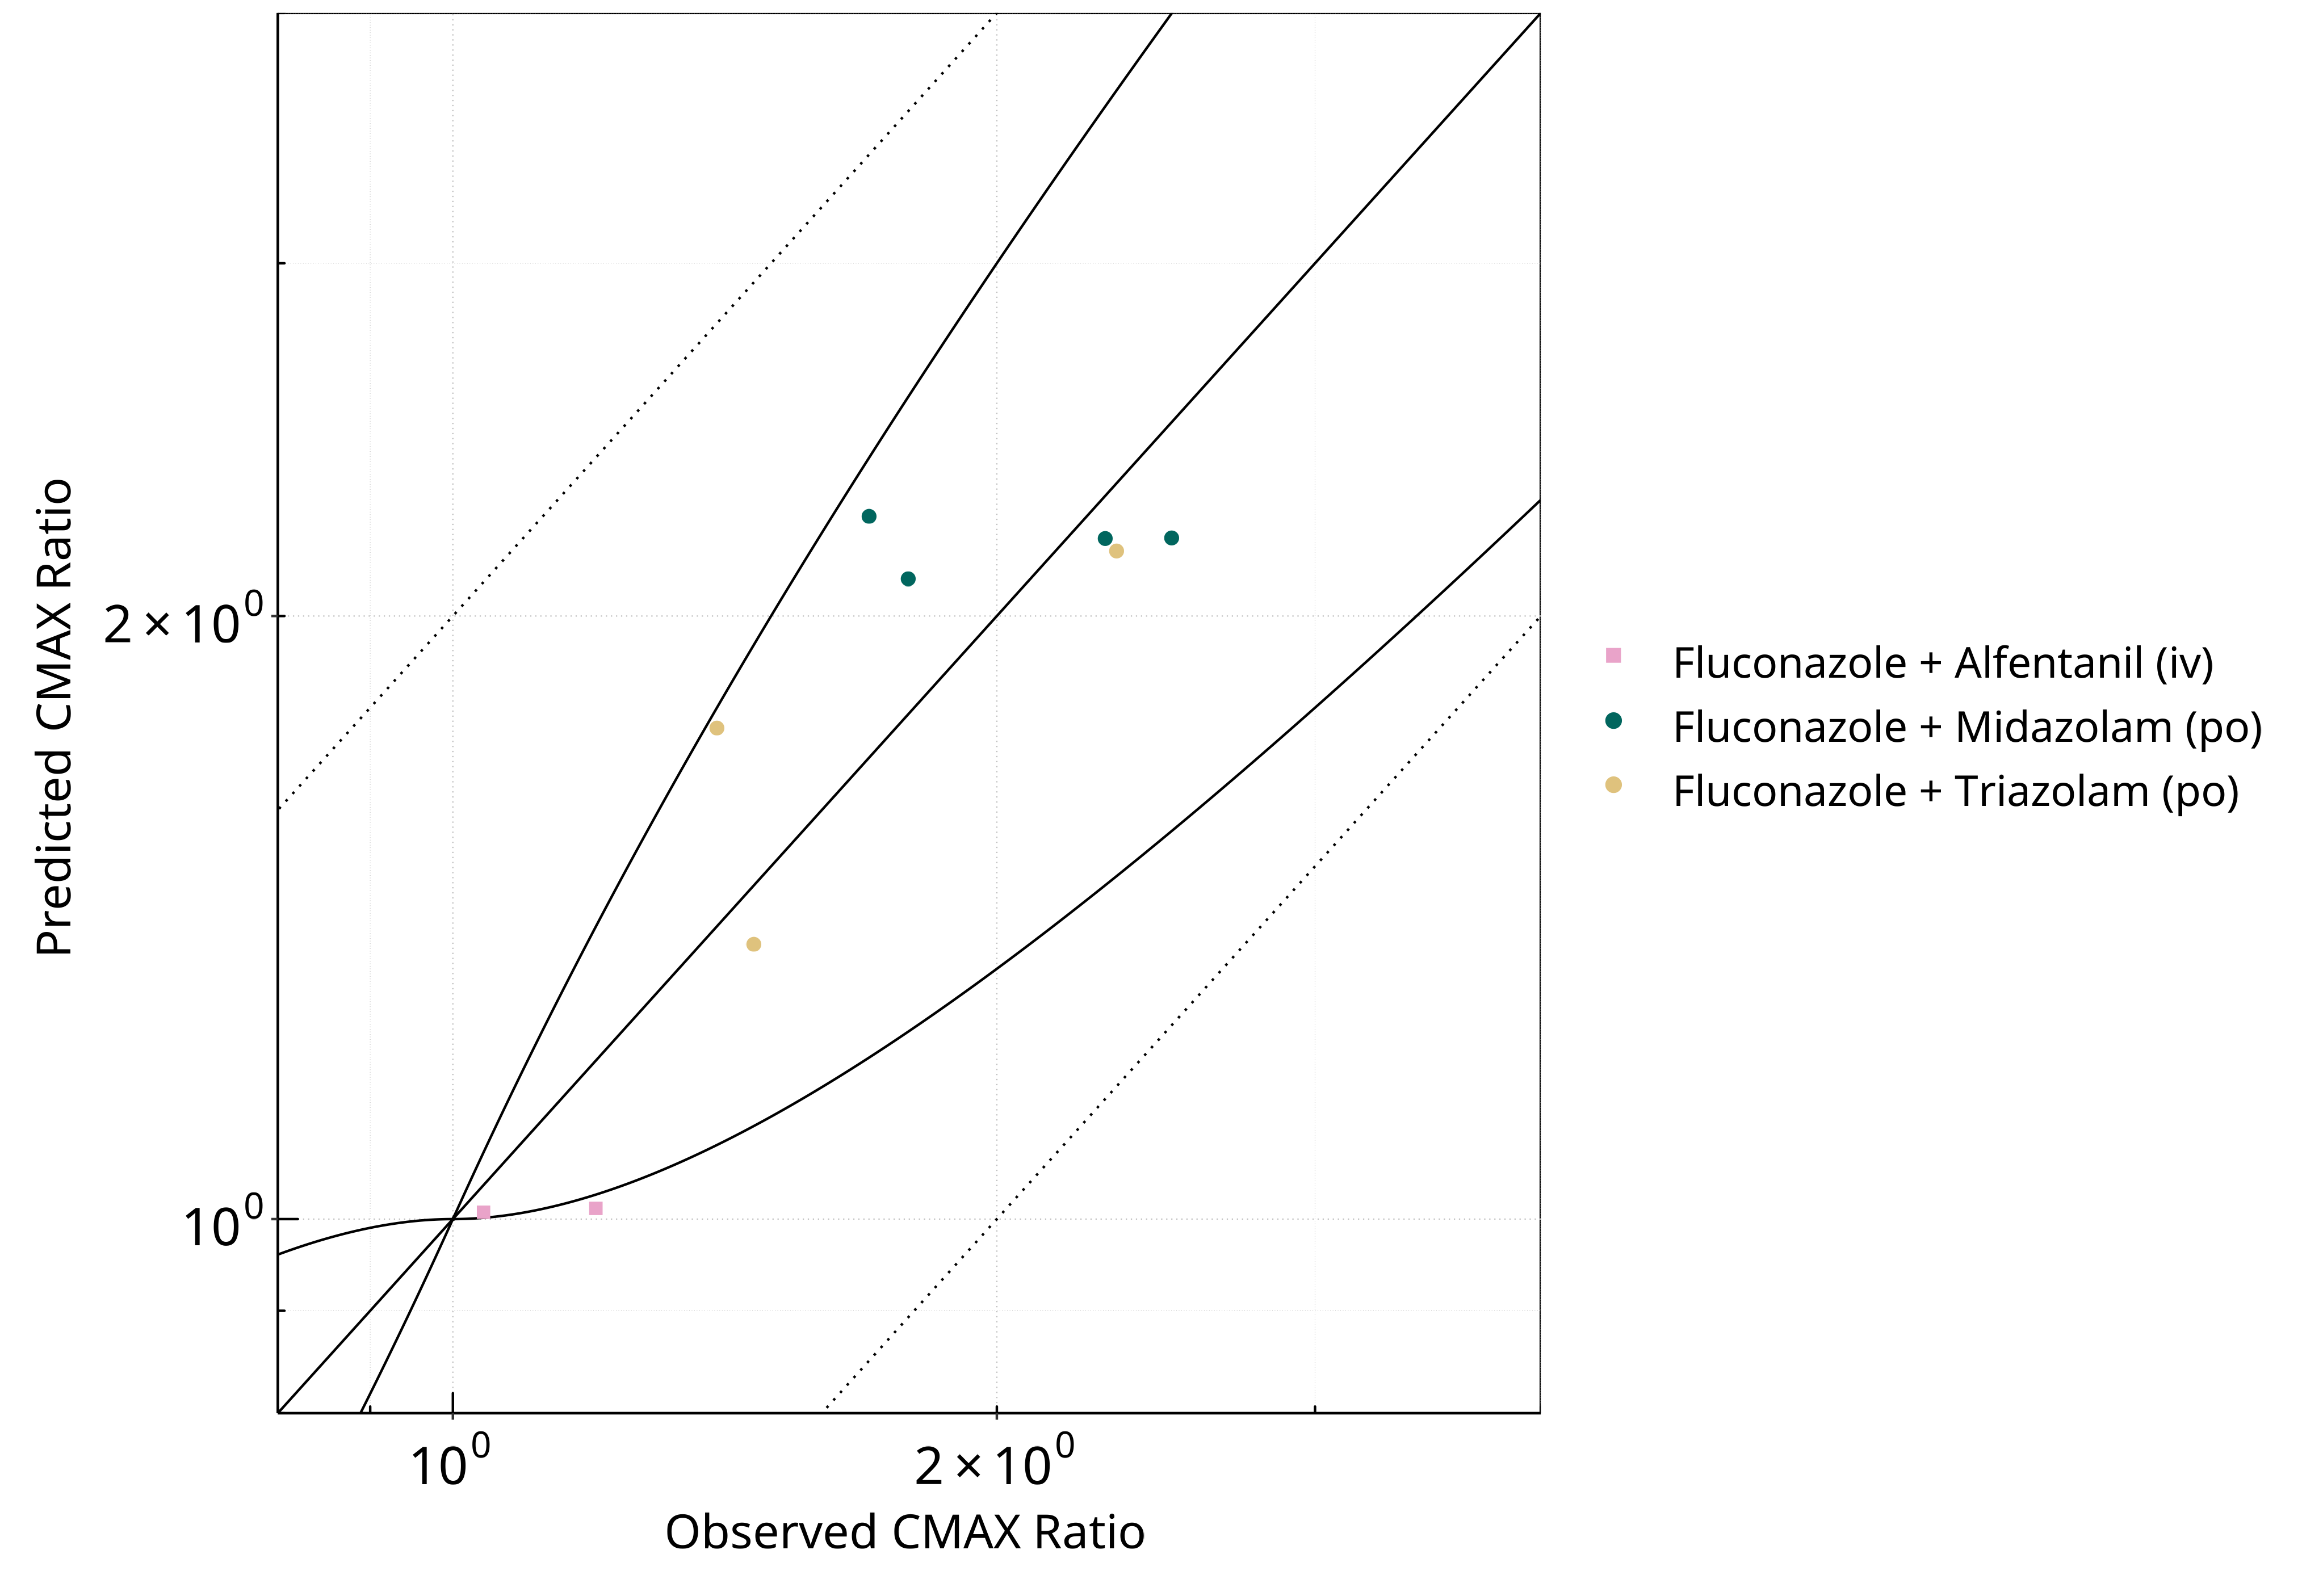 Predicted CMAX Ratio
2 × 10⁰
10⁰
10⁰
2 × 10⁰
Observed CMAX Ratio
Fluconazole + Alfentanil (iv)
Fluconazole + Midazolam (po)
Fluconazole + Triazolam (po)